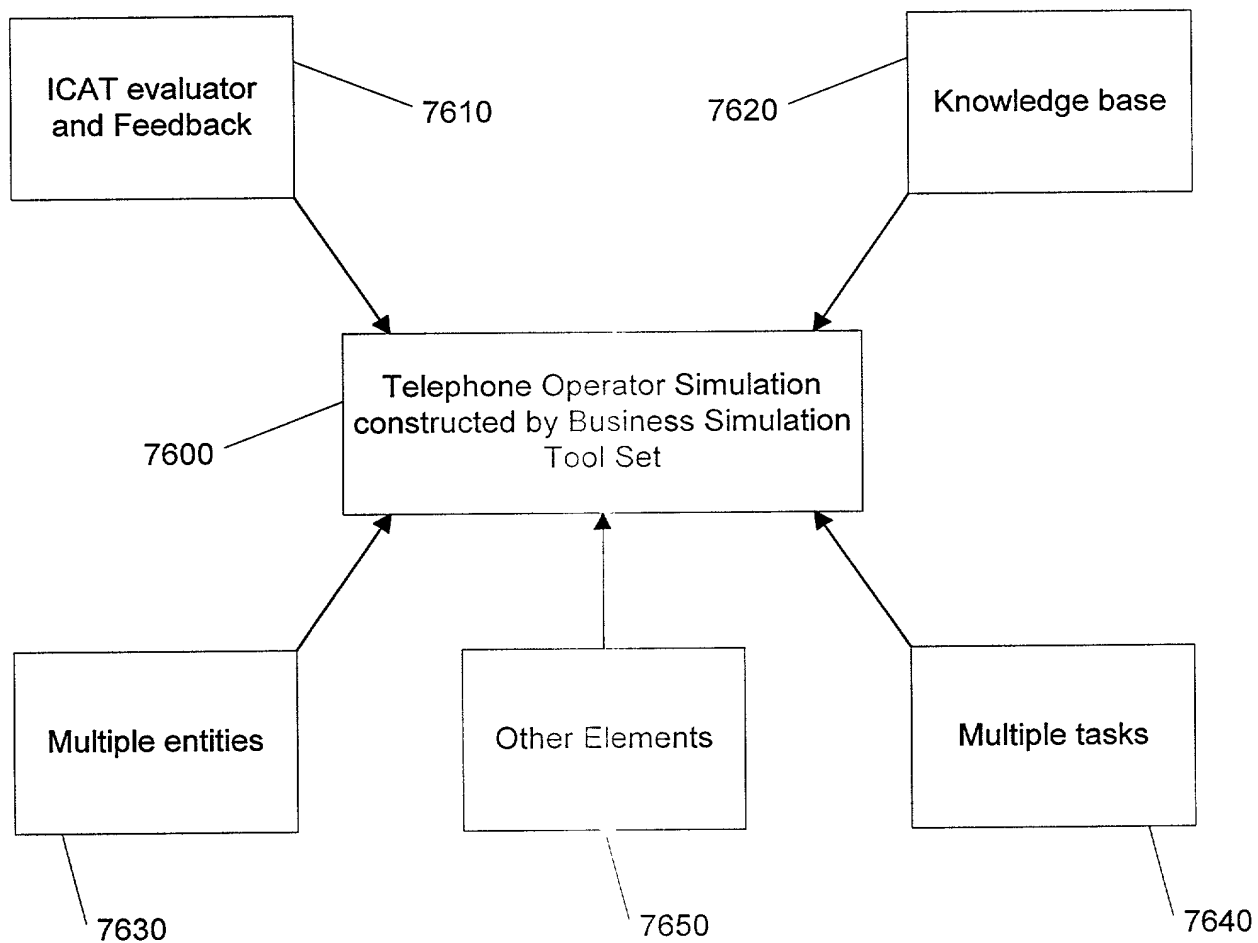 ICAT evaluator
and Feedback
7610
7620
Knowledge base
Telephone Operator Simulation
constructed by Business Simulation
Tool Set
7600
Multiple entities
Other Elements
Multiple tasks
7630
7650
7640